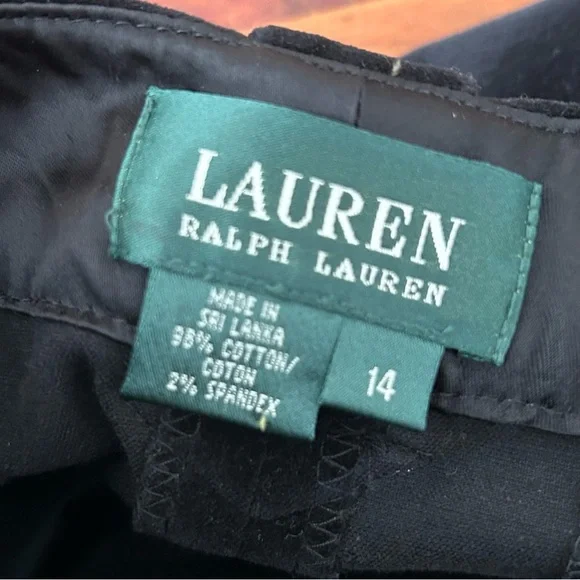 LAUREN
RALPH LAUREN
MADE IN
SRI LANKA
98% COTTON/
COTON
2% SPANDEX
14